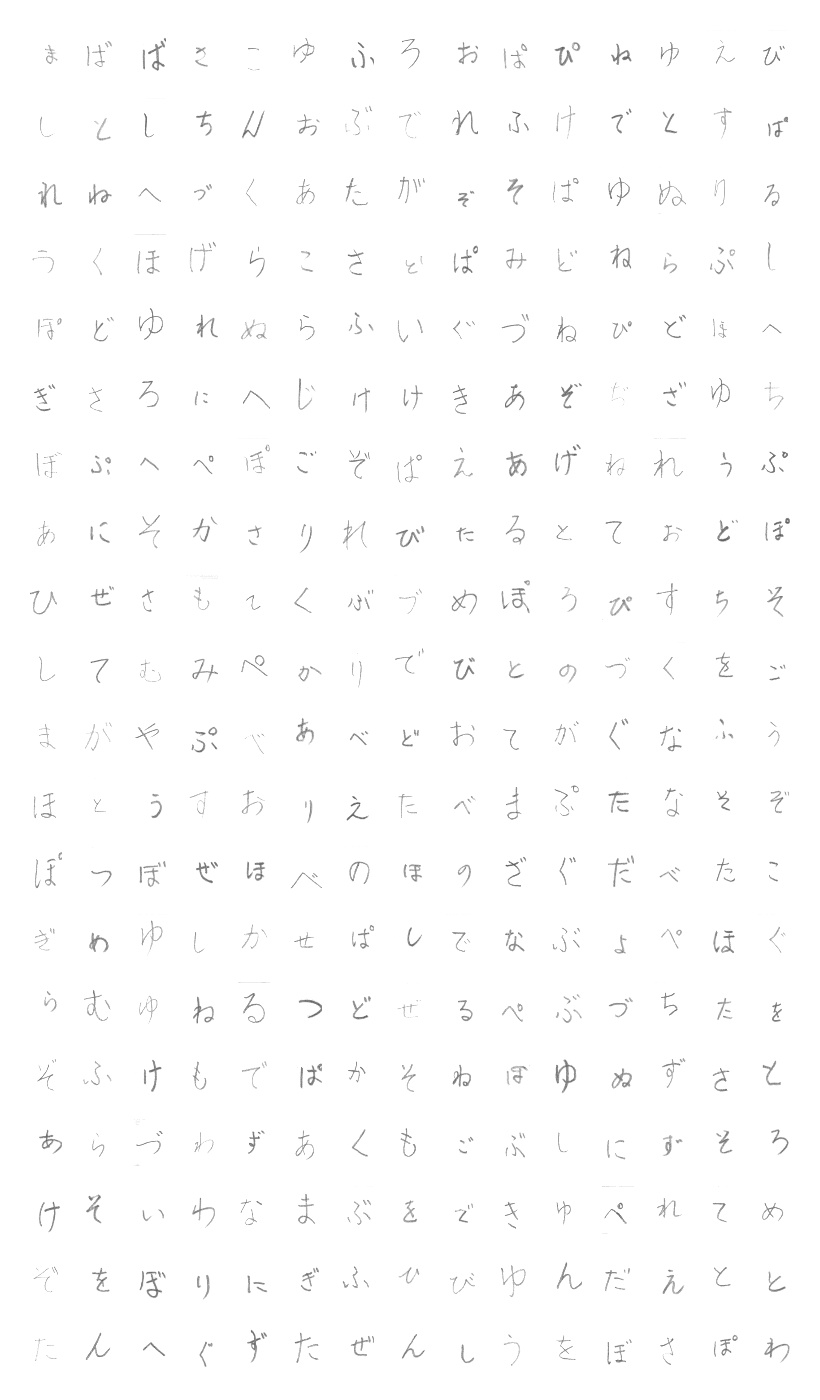 まばばさこゆふろおぱぴねゆえび
しとしちんおぶでれふけでとすぱ
れねへづくあたがぞそぱゆぬりる
うくほげらこさどぱみどねらぷし
ぽどゆれぬらふいぐづねぴどほへ
ぎさろにへじけけきあぞぢざゆち
ぼぷへぺぽごぞぱえあげねれうぷ
あにそかさりれびたるとておどぽ
ひぜさもてくぶづめぽろぴすちそ
してむみぺかりでびとのづくをご
まがやぷべあべどおてがぐなふう
ほとうすおりえたべまぷたなそぞ
ぽつぼぜほべのほのざぐだべたこ
ぎめゆしかせぱしでなぶょぺほぐ
らむゆねるつどぜるぺぶづちたを
ぞふけもでぱかそねほゆぬずさと
あらづわずあくもごぶしにずそろ
けそいわなまぶをできゆぺれてめ
ぞをぼりにぎふひびゆんだえとと
たんへぐずたぜんしうをぼさぽわ